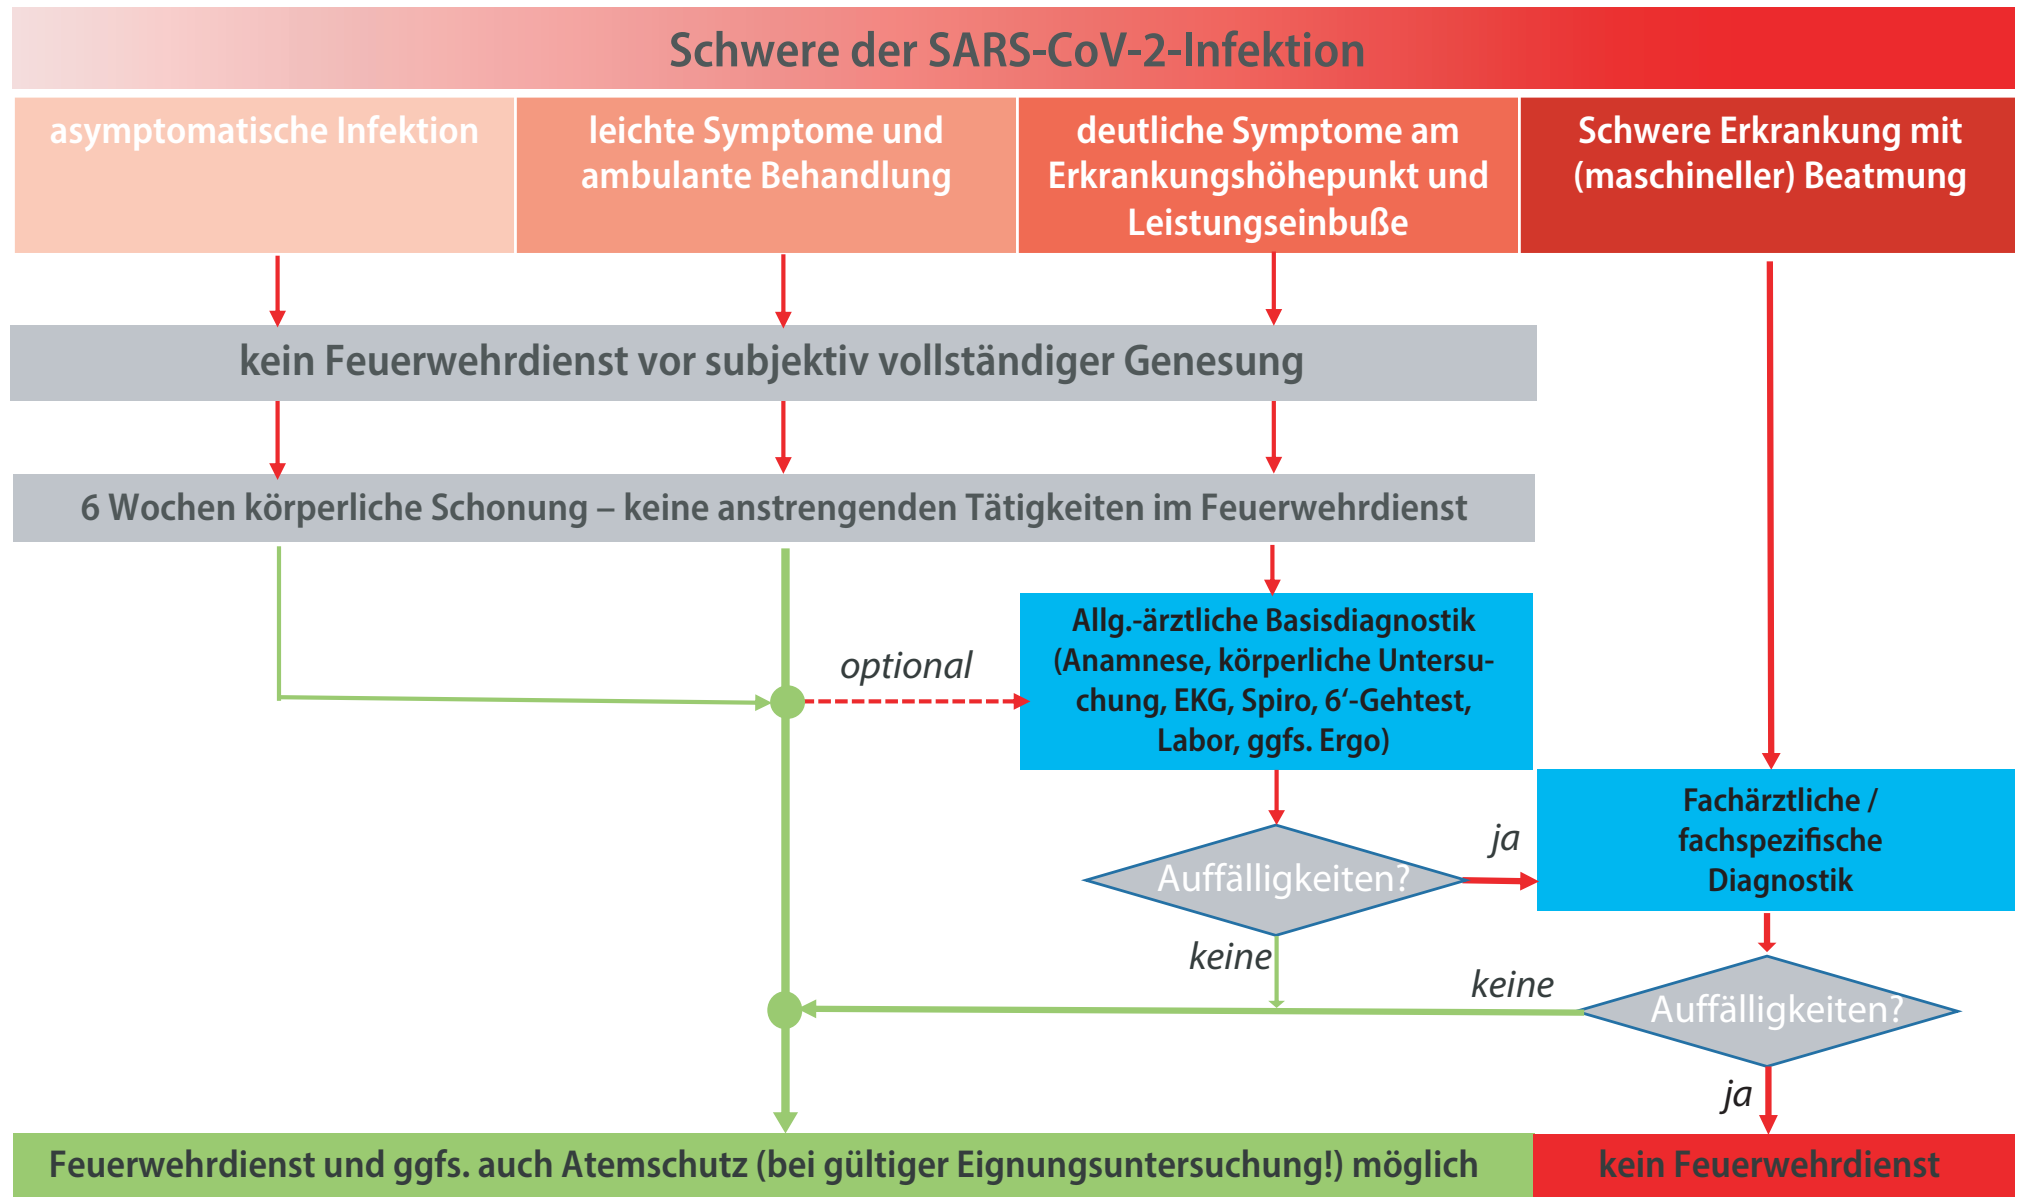 Schwere der SARS-CoV-2-Infektion
asymptomatische Infektion
leichte Symptome und
ambulante Behandlung
deutliche Symptome am
Erkrankungshöhepunkt und
Leistungseinbuße
Schwere Erkrankung mit
(maschineller) Beatmung
kein Feuerwehrdienst vor subjektiv vollständiger Genesung
6 Wochen körperliche Schonung – keine anstrengenden Tätigkeiten im Feuerwehrdienst
optional
Allg.-ärztliche Basisdiagnostik
(Anamnese, körperliche Untersu-
chung, EKG, Spiro, 6‘-Gehtest,
Labor, ggfs. Ergo)
Auffälligkeiten?
ja
Fachärztliche /
fachspezifische
Diagnostik
keine
keine
Auffälligkeiten?
ja
Feuerwehrdienst und ggfs. auch Atemschutz (bei gültiger Eignungsuntersuchung!) möglich
kein Feuerwehrdienst